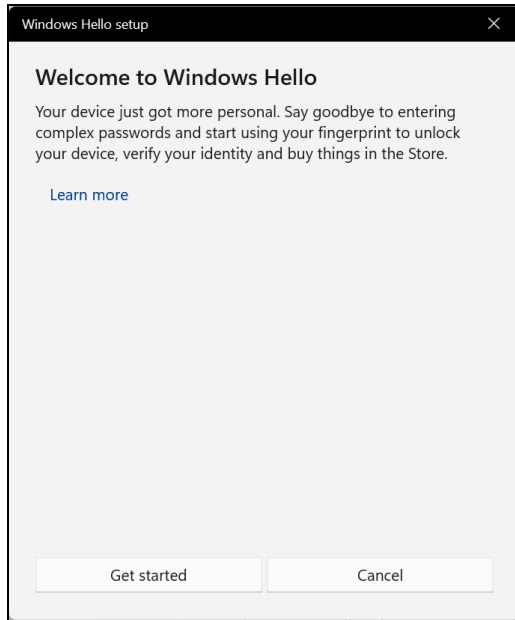 Windows Hello setup
Welcome to Windows Hello
Your device just got more personal. Say goodbye to entering
complex passwords and start using your fingerprint to unlock
your device, verify your identity and buy things in the Store.
Learn more
Get started
Cancel